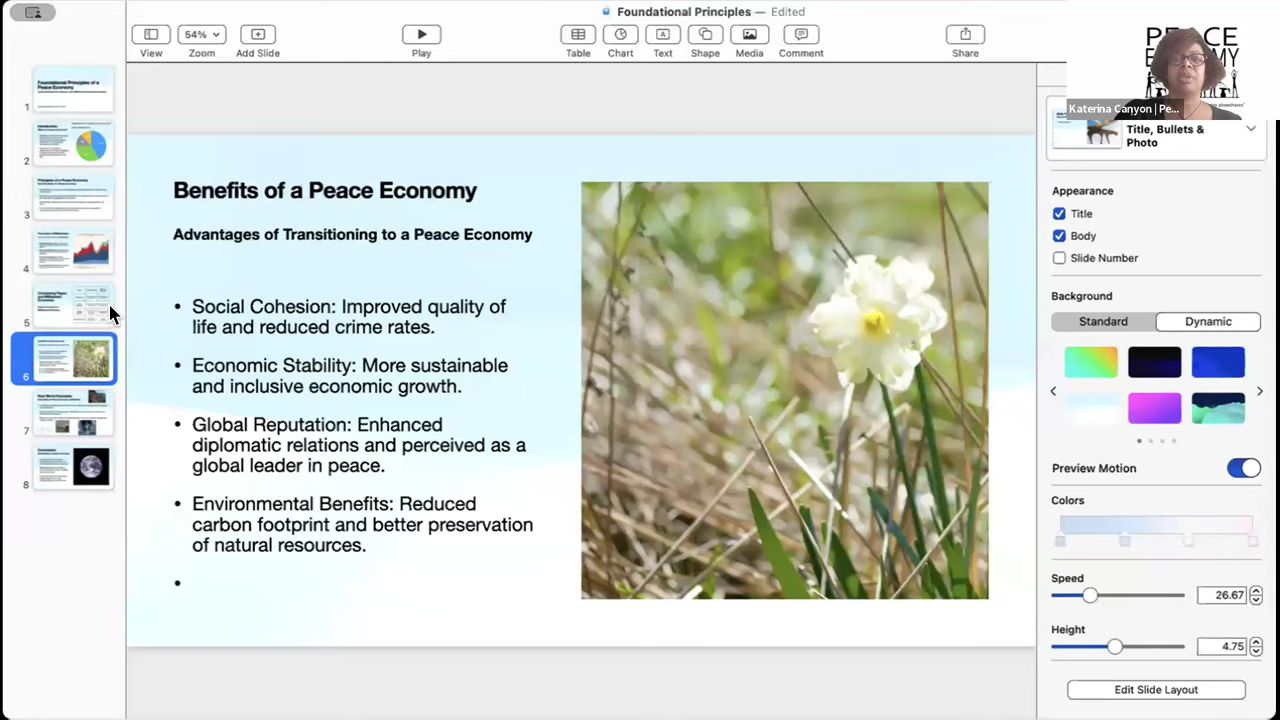 Foundational Principles — Edited
View
54%
Zoom
Add Slide
Play
Table
Chart
Text
Shape
Media
Comment
Share
PEACE
ECONOMY
Katerina Canyon | Pe...
1
Foundational Principles of a
Peace Economy
2
3
4
5
6
7
8
Benefits of a Peace Economy
Advantages of Transitioning to a Peace Economy
• Social Cohesion: Improved quality of
life and reduced crime rates.
• Economic Stability: More sustainable
and inclusive economic growth.
• Global Reputation: Enhanced
diplomatic relations and perceived as a
global leader in peace.
• Environmental Benefits: Reduced
carbon footprint and better preservation
of natural resources.
•
Title, Bullets &
Photo
Appearance
Title
Body
Slide Number
Background
Standard
Dynamic
Preview Motion
Colors
Speed
26.67
Height
4.75
Edit Slide Layout